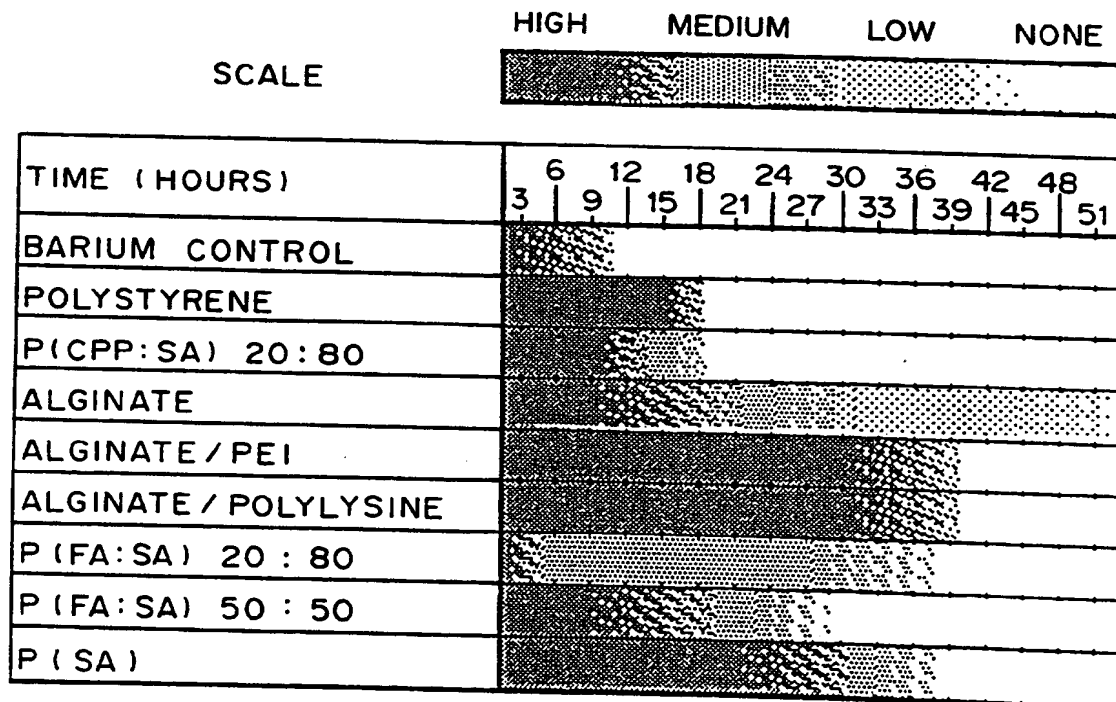 HIGH MEDIUM LOW NONE
SCALE
TIME (HOURS)
6 12 18 24 30 36 42 48
3 9 15 21 27 33 39 45 51
BARIUM CONTROL
POLYSTYRENE
P(CPP:SA) 20:80
ALGINATE
ALGINATE/PEI
ALGINATE/POLYLYSINE
P(FA:SA) 20:80
P(FA:SA) 50:50
P(SA)